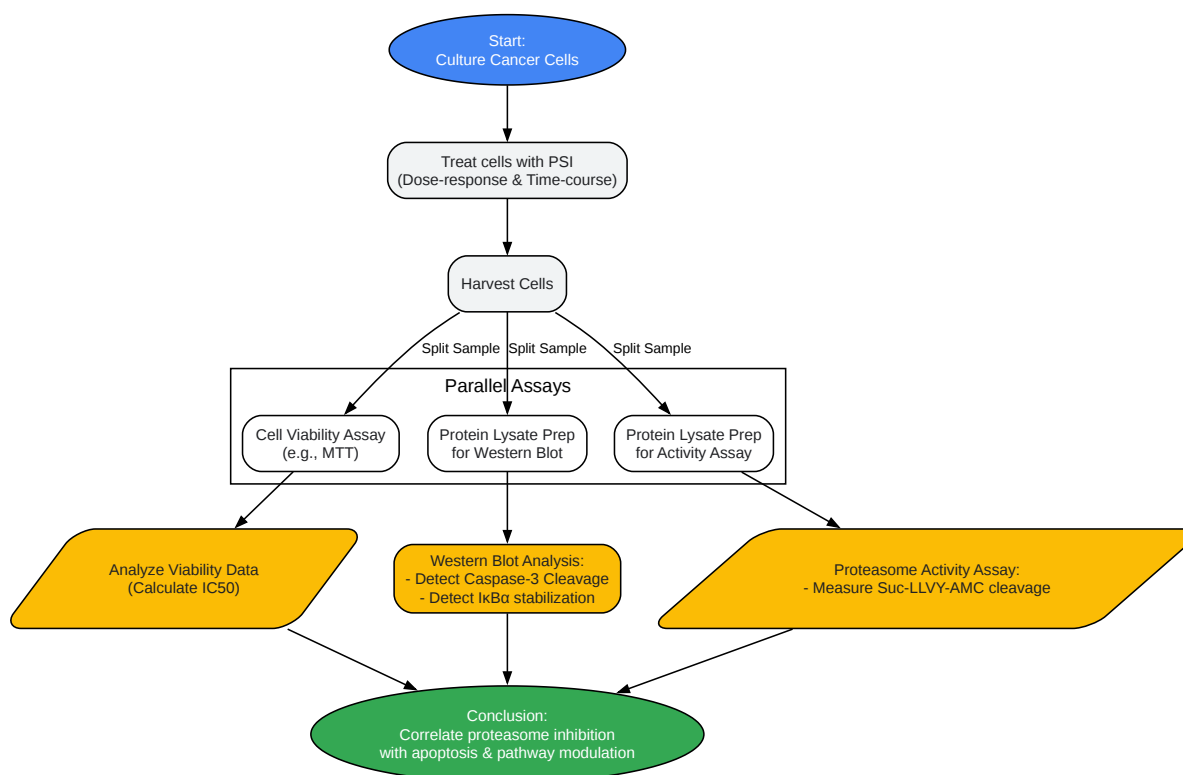 Start:
Culture Cancer Cells
Treat cells with PSI
(Dose-response & Time-course)
Harvest Cells
Split Sample
Split Sample
Split Sample
Parallel Assays
Cell Viability Assay
(e.g., MTT)
Protein Lysate Prep
for Western Blot
Protein Lysate Prep
for Activity Assay
Analyze Viability Data
(Calculate IC50)
Western Blot Analysis:
- Detect Caspase-3 Cleavage
- Detect IκBα stabilization
Proteasome Activity Assay:
- Measure Suc-LLVY-AMC cleavage
Conclusion:
Correlate proteasome inhibition
with apoptosis & pathway modulation